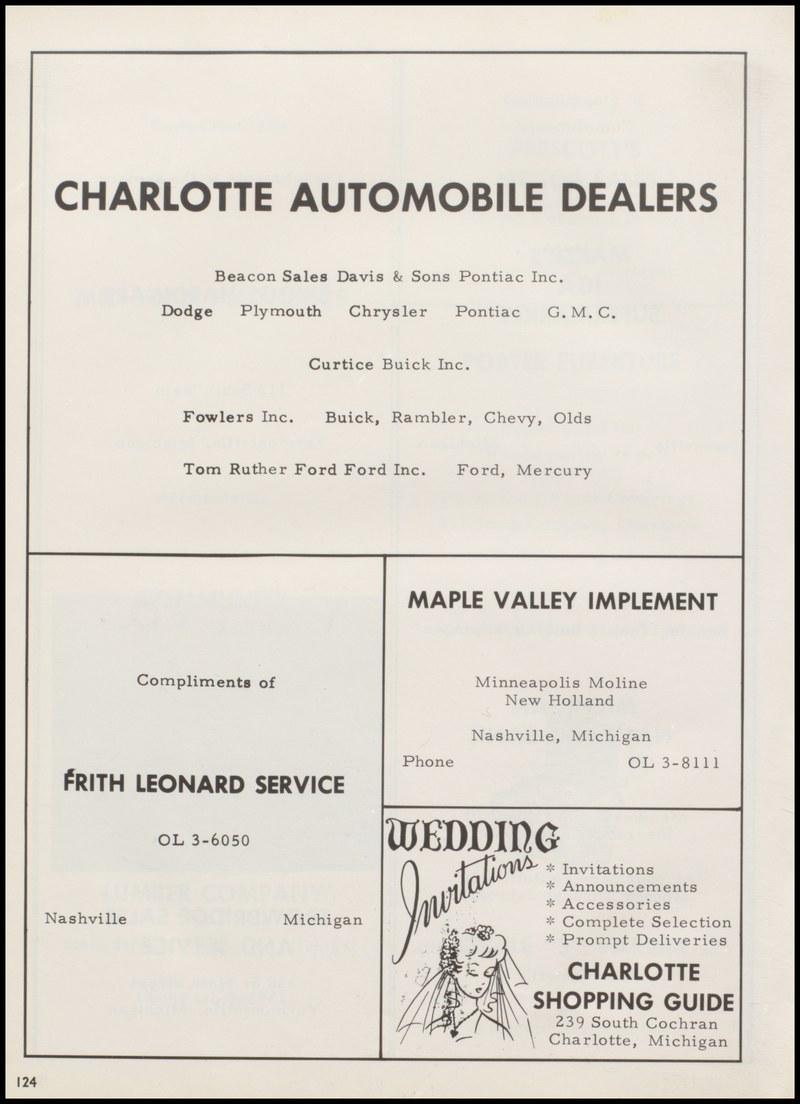 CHARLOTTE AUTOMOBILE DEALERS
Beacon Sales Davis & Sons Pontiac Inc.
Dodge Plymouth Chrysler Pontiac G.M.C.
Curtice Buick Inc.
Fowlers Inc. Buick, Rambler, Chevy, Olds
Tom Ruther Ford Ford Inc. Ford, Mercury
Compliments of
FRITH LEONARD SERVICE
OL 3-6050
Nashville Michigan
MAPLE VALLEY IMPLEMENT
Minneapolis Moline
New Holland
Nashville, Michigan
Phone OL 3-8111
WEDDING
Invitations
* Invitations
* Announcements
* Accessories
* Complete Selection
* Prompt Deliveries
CHARLOTTE
SHOPPING GUIDE
239 South Cochran
Charlotte, Michigan
124